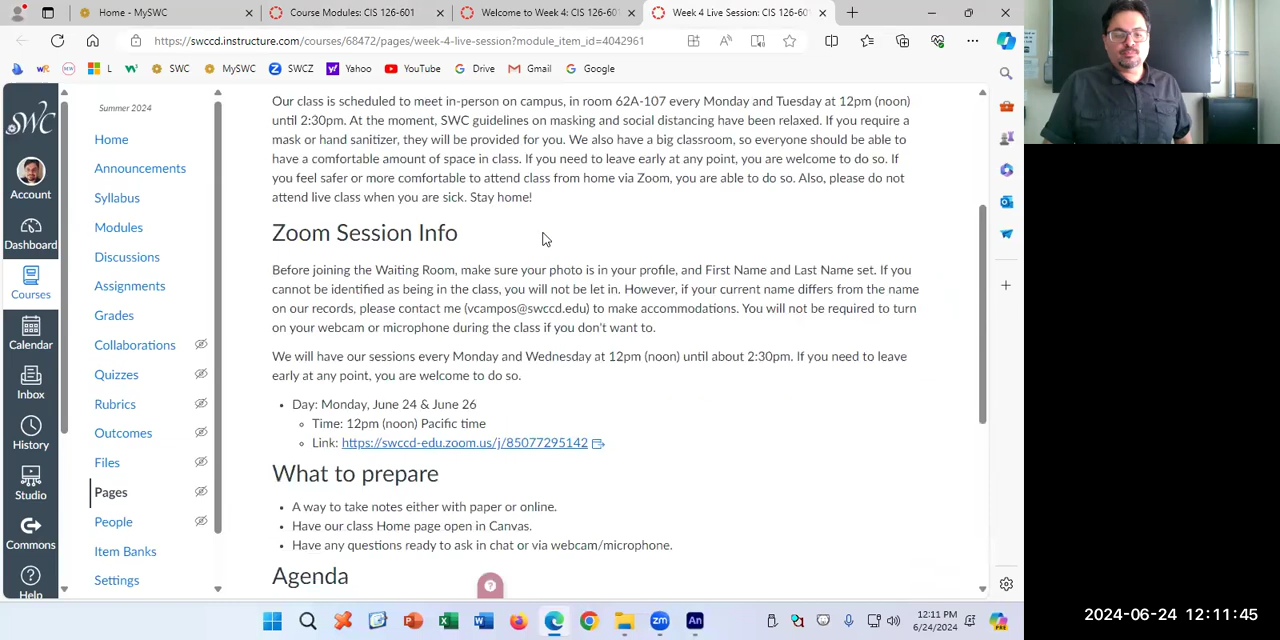 Home - MySWC
Course Modules: CIS 126-601
Welcome to Week 4: CIS 126-60
Week 4 Live Session: CIS 126-60
https://swccd.instructure.com/courses/68472/pages/week-4-live-session?module_item_id=4042961
L
SWC
MySWC
SWCZ
Yahoo
YouTu
Drive
Gmail
Google
SWC
Account
Dashboard
Courses
Calendar
Inbox
History
Studio
Commons
Help
Summer 2024
Home
Announcements
Syllabus
Modules
Discussions
Assignments
Grades
Collaborations
Quizzes
Rubrics
Outcomes
Files
Pages
People
Item Banks
Settings
Our class is scheduled to meet in-person on campus, in room 62A-107 every Monday and Tuesday at 12pm (noon)
until 2:30pm. At the moment, SWC guidelines on masking and social distancing have been relaxed. If you require a
mask or hand sanitizer, they will be provided for you. We also have a big classroom, so everyone should be able to
have a comfortable amount of space in class. If you need to leave early at any point, you are welcome to do so. If
you feel safer or more comfortable to attend class from home via Zoom, you are able to do so. Also, please do not
attend live class when you are sick. Stay home!
Zoom Session Info
Before joining the Waiting Room, make sure your photo is in your profile, and First Name and Last Name set. If you
cannot be identified as being in the class, you will not be let in. However, if your current name differs from the name
on our records, please contact me (vcampos@swccd.edu) to make accommodations. You will not be required to turn
on your webcam or microphone during the class if you don't want to.
We will have our sessions every Monday and Wednesday at 12pm (noon) until about 2:30pm. If you need to leave
early at any point, you are welcome to do so.
Day: Monday, June 24 & June 26
Time: 12pm (noon) Pacific time
Link: https://swccd-edu.zoom.us/j/85077295142
What to prepare
A way to take notes either with paper or online.
Have our class Home page open in Canvas.
Have any questions ready to ask in chat or via webcam/microphone.
Agenda
zm
An
12:11 PM
6/24/2024
2024-06-24 12:11:45